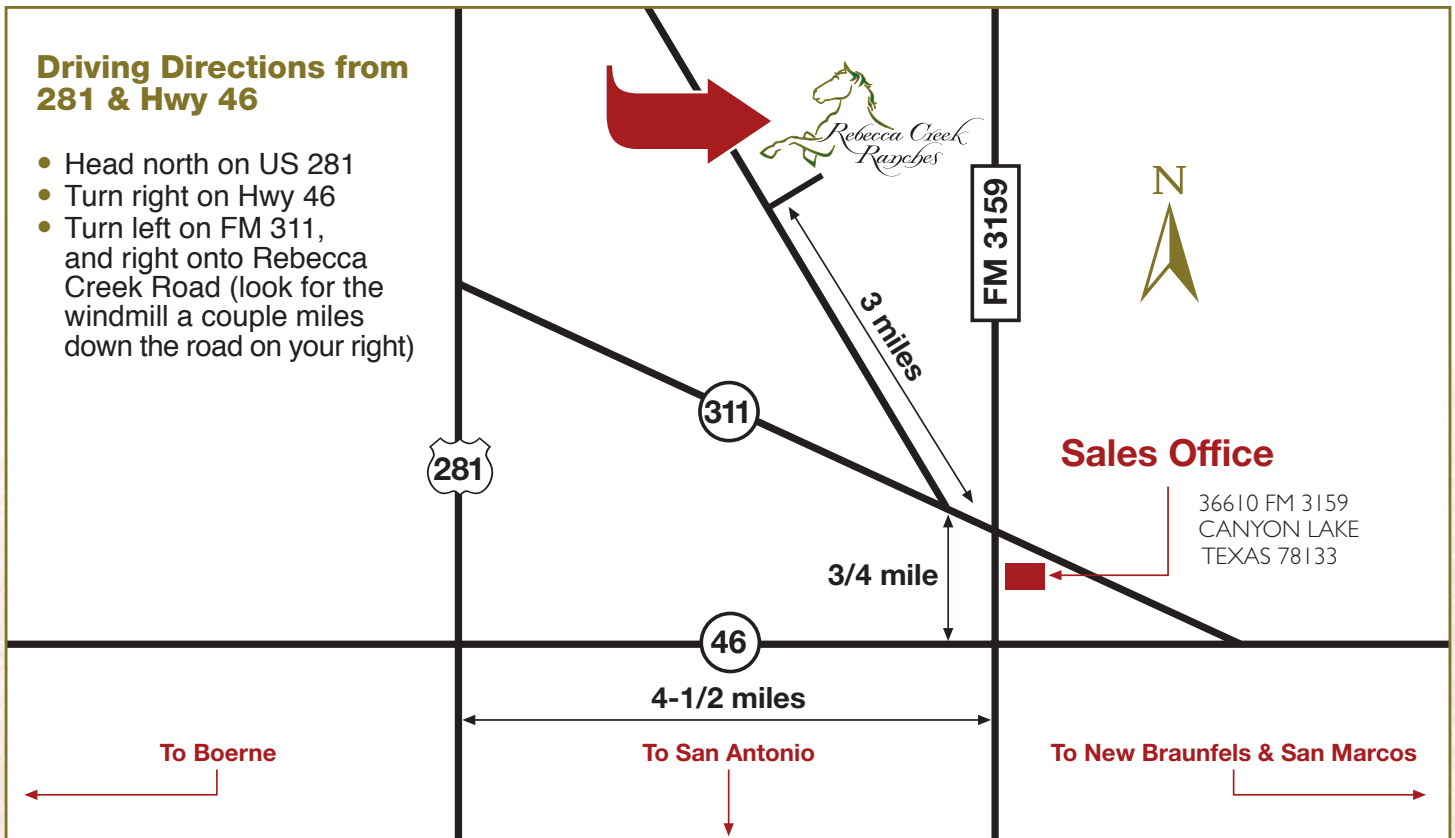 Driving Directions from
281 & Hwy 46
• Head north on US 281
• Turn right on Hwy 46
• Turn left on FM 311,
and right onto Rebecca
Creek Road (look for the
windmill a couple miles
down the road on your right)
Rebecca Creek
Ranches
FM 3159
N
3 miles
311
281
Sales Office
36610 FM 3159
CANYON LAKE
TEXAS 78133
3/4 mile
46
4-1/2 miles
To Boerne
To San Antonio
To New Braunfels & San Marcos